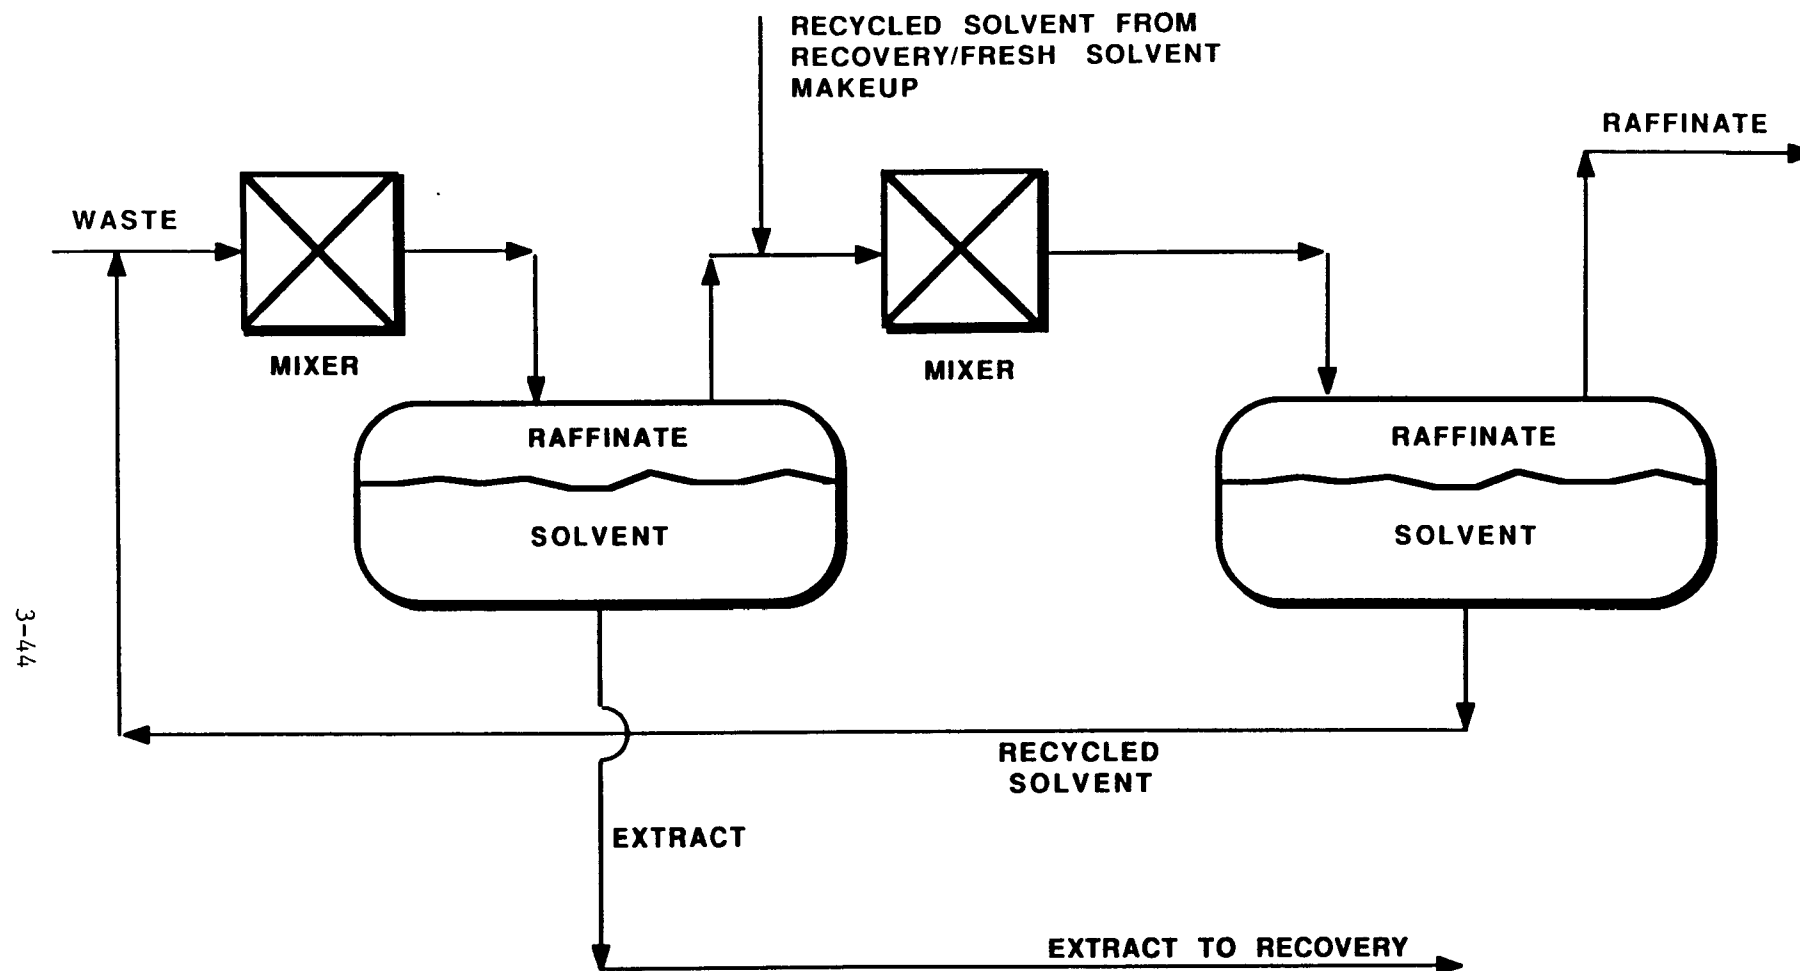 RECYCLED SOLVENT FROM
RECOVERY/FRESH SOLVENT
MAKEUP
RAFFINATE
WASTE
MIXER
MIXER
RAFFINATE
SOLVENT
RAFFINATE
SOLVENT
3-44
RECYCLED
SOLVENT
EXTRACT
EXTRACT TO RECOVERY